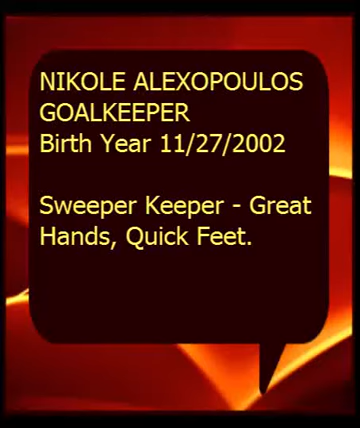 NIKOLE ALEXOPOULOS
GOALKEEPER
Birth Year 11/27/2002
Sweeper Keeper - Great
Hands, Quick Feet.